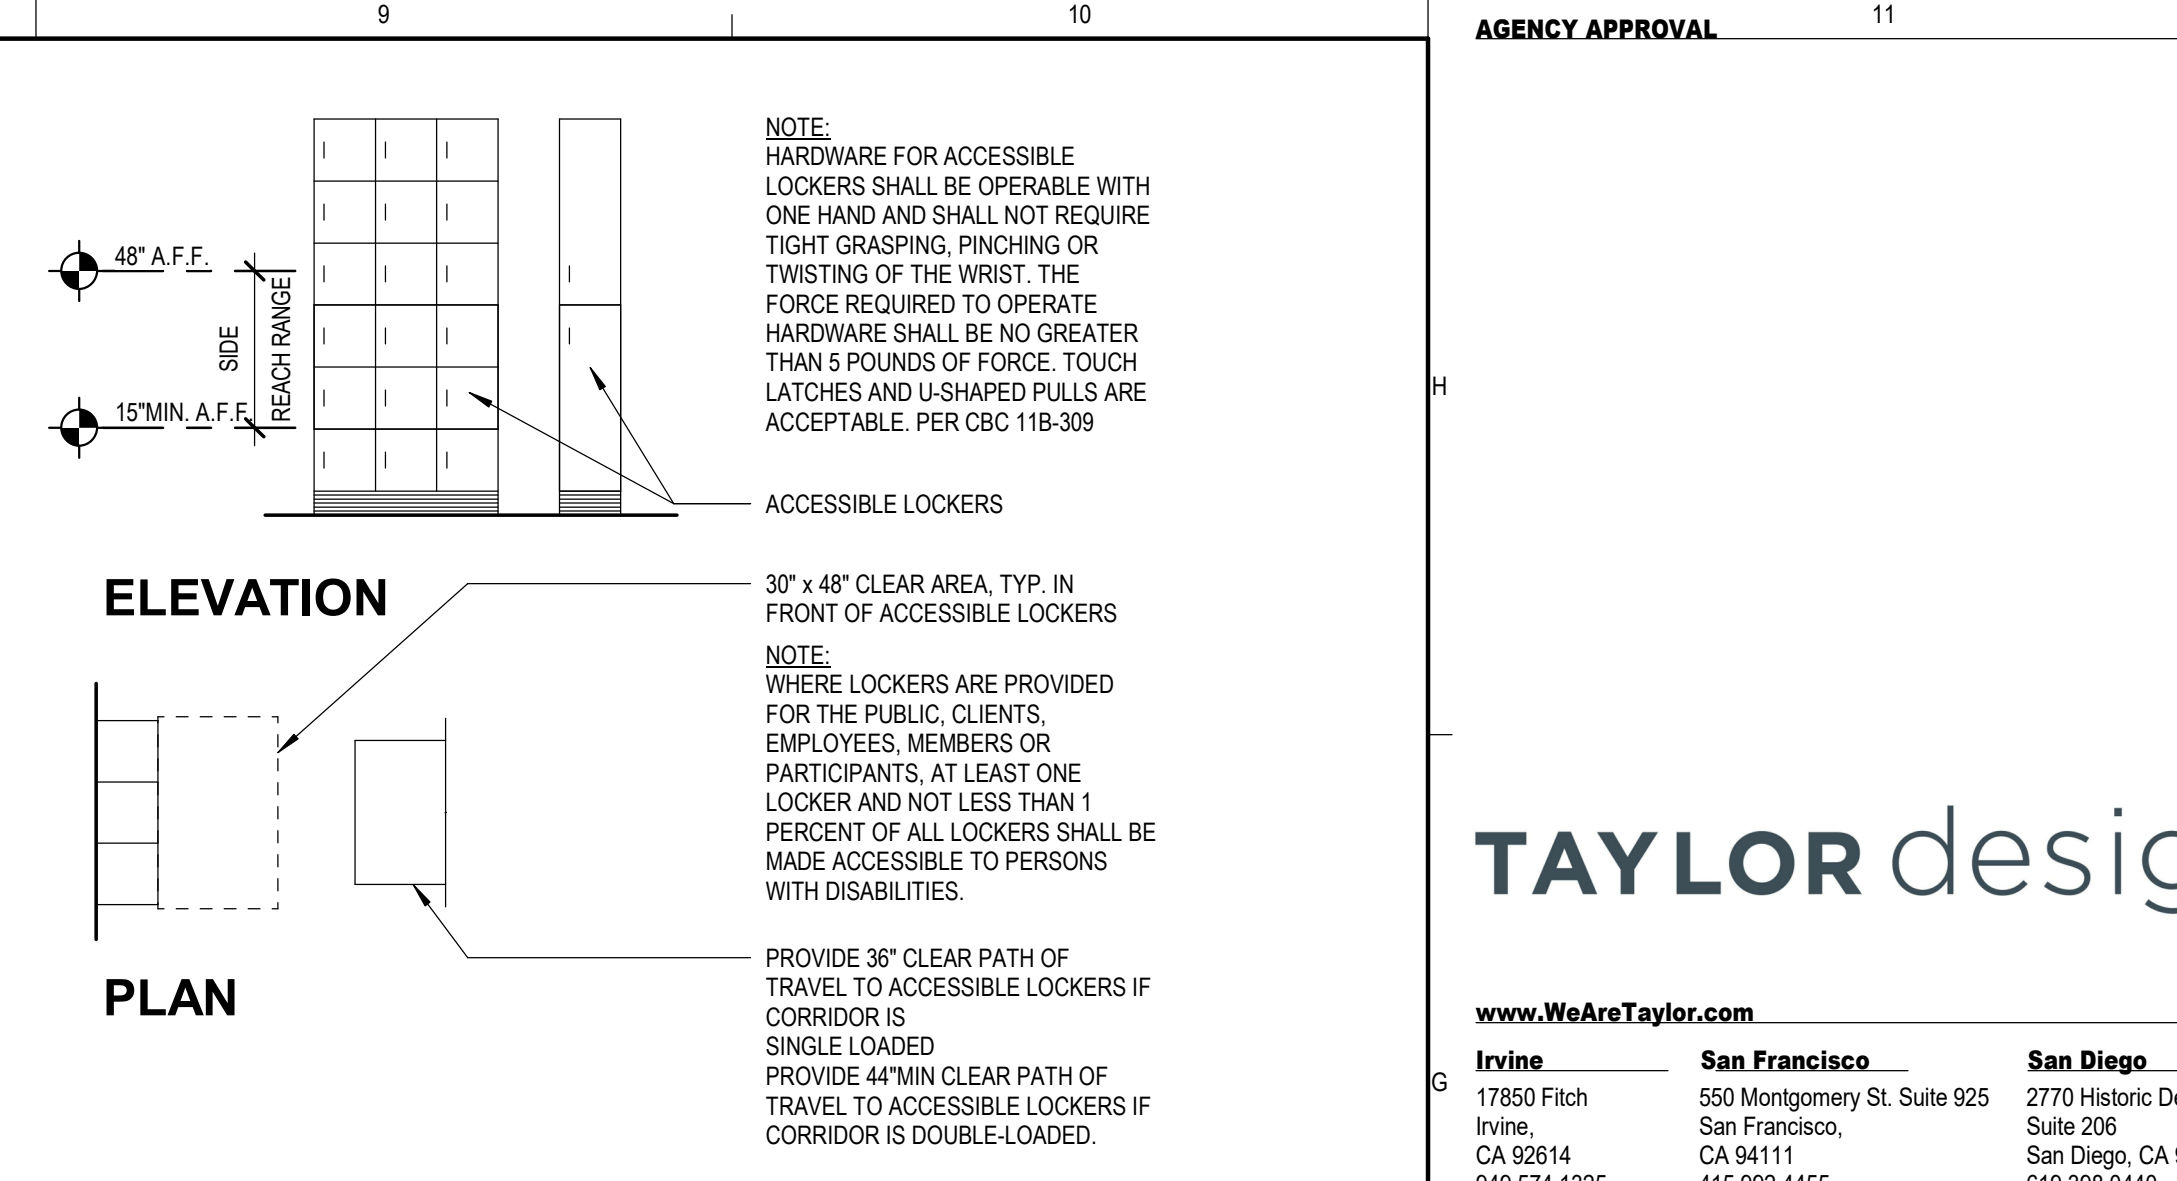 9
10
11
AGENCY APPROVAL
NOTE:
HARDWARE FOR ACCESSIBLE
LOCKERS SHALL BE OPERABLE WITH
ONE HAND AND SHALL NOT REQUIRE
TIGHT GRASPING, PINCHING OR
TWISTING OF THE WRIST. THE
FORCE REQUIRED TO OPERATE
HARDWARE SHALL BE NO GREATER
THAN 5 POUNDS OF FORCE. TOUCH
LATCHES AND U-SHAPED PULLS ARE
ACCEPTABLE. PER CBC 11B-309
48" A.F.F.
SIDE
REACH RANGE
15"MIN. A.F.F.
H
ACCESSIBLE LOCKERS
ELEVATION
30" x 48" CLEAR AREA, TYP. IN
FRONT OF ACCESSIBLE LOCKERS
NOTE:
WHERE LOCKERS ARE PROVIDED
FOR THE PUBLIC, CLIENTS,
EMPLOYEES, MEMBERS OR
PARTICIPANTS, AT LEAST ONE
LOCKER AND NOT LESS THAN 1
PERCENT OF ALL LOCKERS SHALL BE
MADE ACCESSIBLE TO PERSONS
WITH DISABILITIES.
PLAN
PROVIDE 36" CLEAR PATH OF
TRAVEL TO ACCESSIBLE LOCKERS IF
CORRIDOR IS
SINGLE LOADED
PROVIDE 44"MIN CLEAR PATH OF
TRAVEL TO ACCESSIBLE LOCKERS IF
CORRIDOR IS DOUBLE-LOADED.
G
TAYLOR desig
www.WeAreTaylor.com
Irvine
17850 Fitch
Irvine,
CA 92614
San Francisco
550 Montgomery St. Suite 925
San Francisco,
CA 94111
San Diego
2770 Historic
Suite 206
San Diego, CA